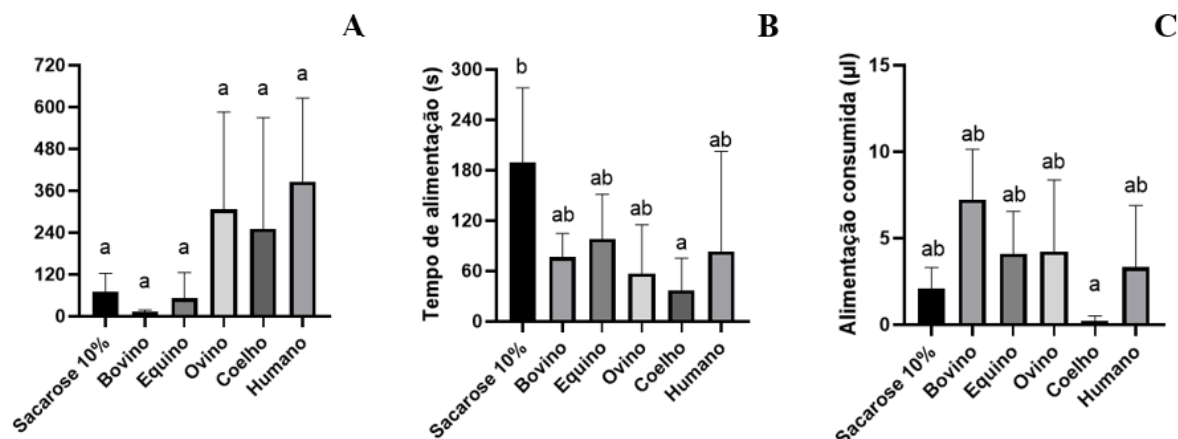 A
720
600
480
360
240
120
0
a
a
a
a
a
a
Sacarose 10%
Bovino
Equino
Ovino
Coelho
Humano
B
Tempo de alimentação (s)
300
240
180
120
60
0
b
ab
ab
ab
a
ab
Sacarose 10%
Bovino
Equino
Ovino
Coelho
Humano
C
Alimentação consumida (µl)
15
10
5
0
ab
ab
ab
ab
a
ab
Sacarose 10%
Bovino
Equino
Ovino
Coelho
Humano